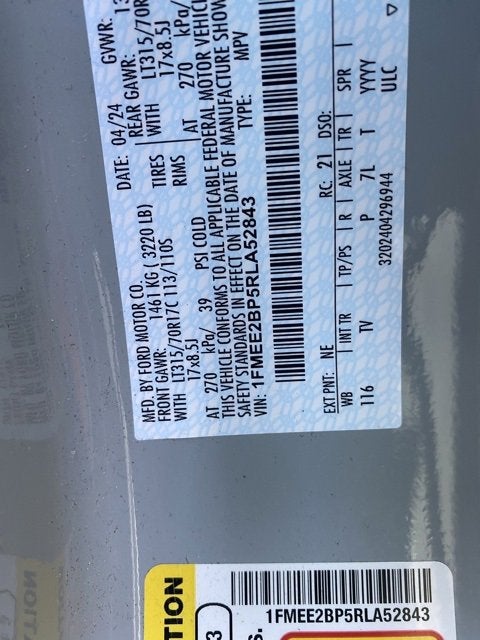 MFD. BY FORD MOTOR CO.
DATE: 04/24 GVWR: 13
FRONT GAWR: 1461 KG ( 3220 LB) REAR GAWR:
WITH LT315/70R17C 113/110S TIRES WITH LT315/70R
17x8.5J RIMS 17x8.5J
AT 270 kPa/ 39 PSI COLD AT 270 kPa/
THIS VEHICLE CONFORMS TO ALL APPLICABLE FEDERAL MOTOR VEHIC
SAFETY STANDARDS IN EFFECT ON THE DATE OF MANUFACTURE SHOW
VIN: 1FMEE2BP5RLA52843 TYPE: MPV
EXT PNT: NE RC: 21 DSO:
WB INT TR TP/PS R AXLE TR SPR
116 TV P 7L T YYYY
3202404296944 ULC
TION
1FMEE2BP5RLA52843
3
S.